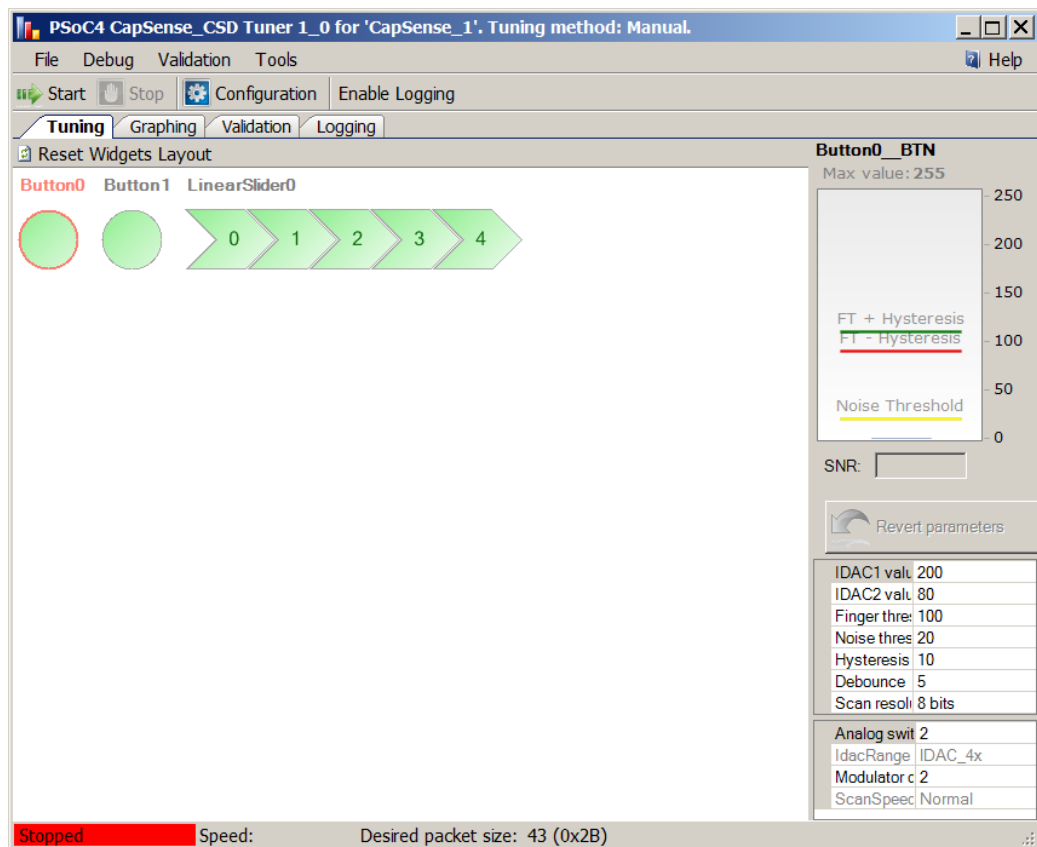 PSoC4 CapSense_CSD Tuner 1_0 for 'CapSense_1'. Tuning method: Manual.
File Debug Validation Tools Help
Start Stop Configuration Enable Logging
Tuning Graphing Validation Logging
Reset Widgets Layout
Button0__BTN
Max value: 255
Button0 Button1 LinearSlider0
0 1 2 3 4
250
200
150
FT + Hysteresis
FT - Hysteresis
100
50
Noise Threshold
0
SNR:
Revert parameters
IDAC1 valu 200
IDAC2 valu 80
Finger thres 100
Noise thres 20
Hysteresis 10
Debounce 5
Scan resolu 8 bits
Analog swit 2
IdacRange IDAC_4x
Modulator c 2
ScanSpeed Normal
Stopped Speed: Desired packet size: 43 (0x2B)